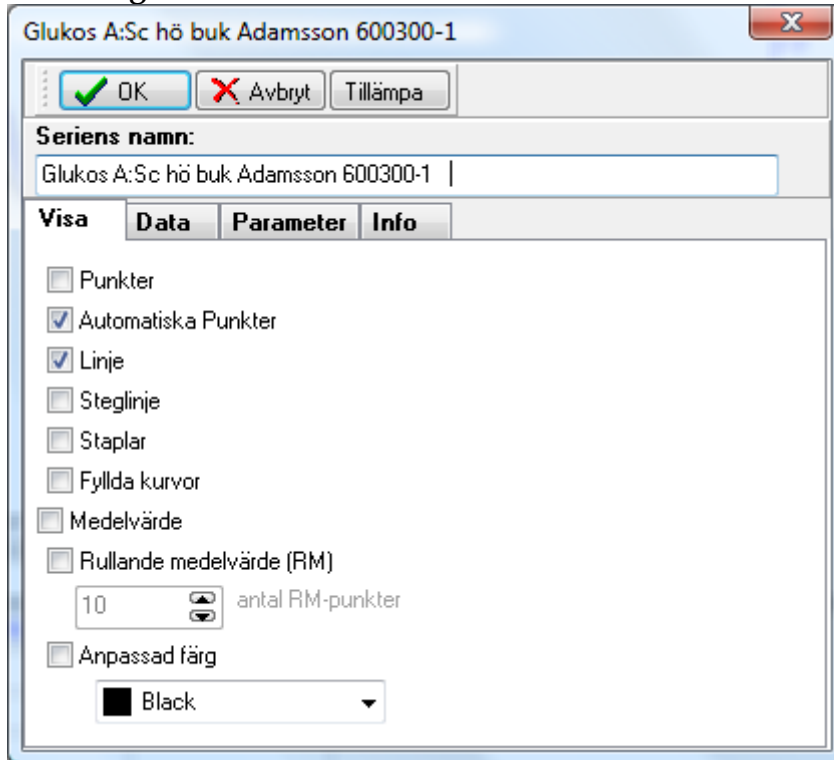 Glukos A:Sc hö buk Adamsson 600300-1
OK Avbryt Tillämpa
Seriens namn:
Glukos A:Sc hö buk Adamsson 600300-1
Visa Data Parameter Info
Punkter
Automatiska Punkter
Linje
Steglinje
Staplar
Fyllda kurvor
Medelvärde
Rullande medelvärde (RM)
10 antal RM-punkter
Anpassad färg
Black